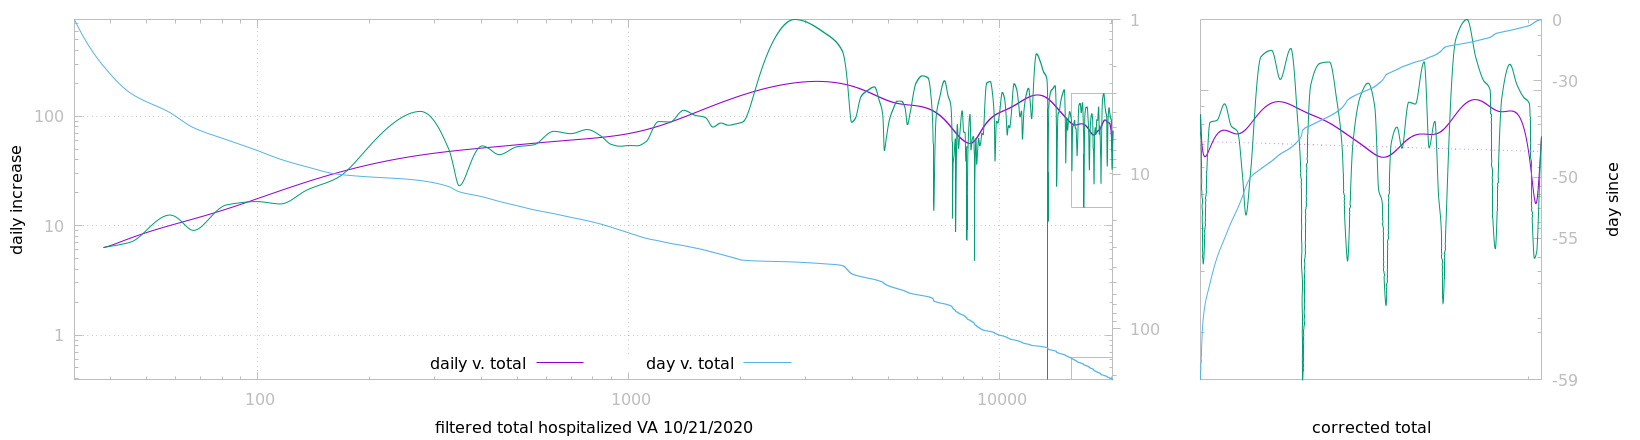 daily increase
100
10
1
daily v. total
day v. total
100
1000
10000
filtered total hospitalized VA 10/21/2020
1
10
100
0
-30
-50
-55
-59
day since
corrected total